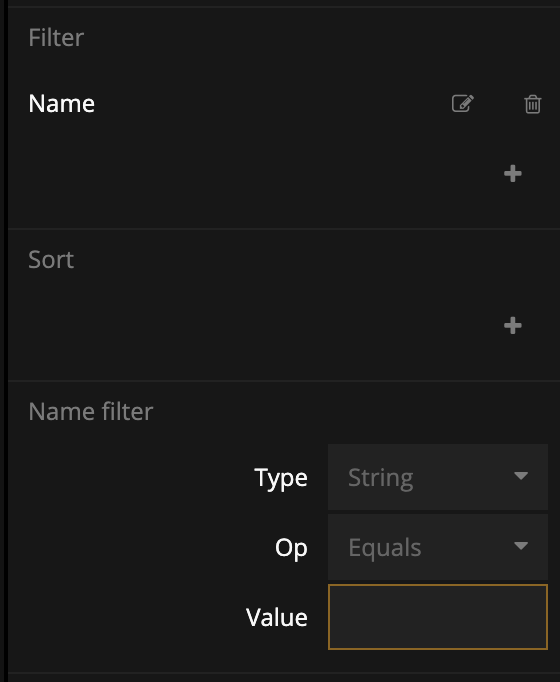 Filter
Name
Sort
Name filter
Type String
Op Equals
Value